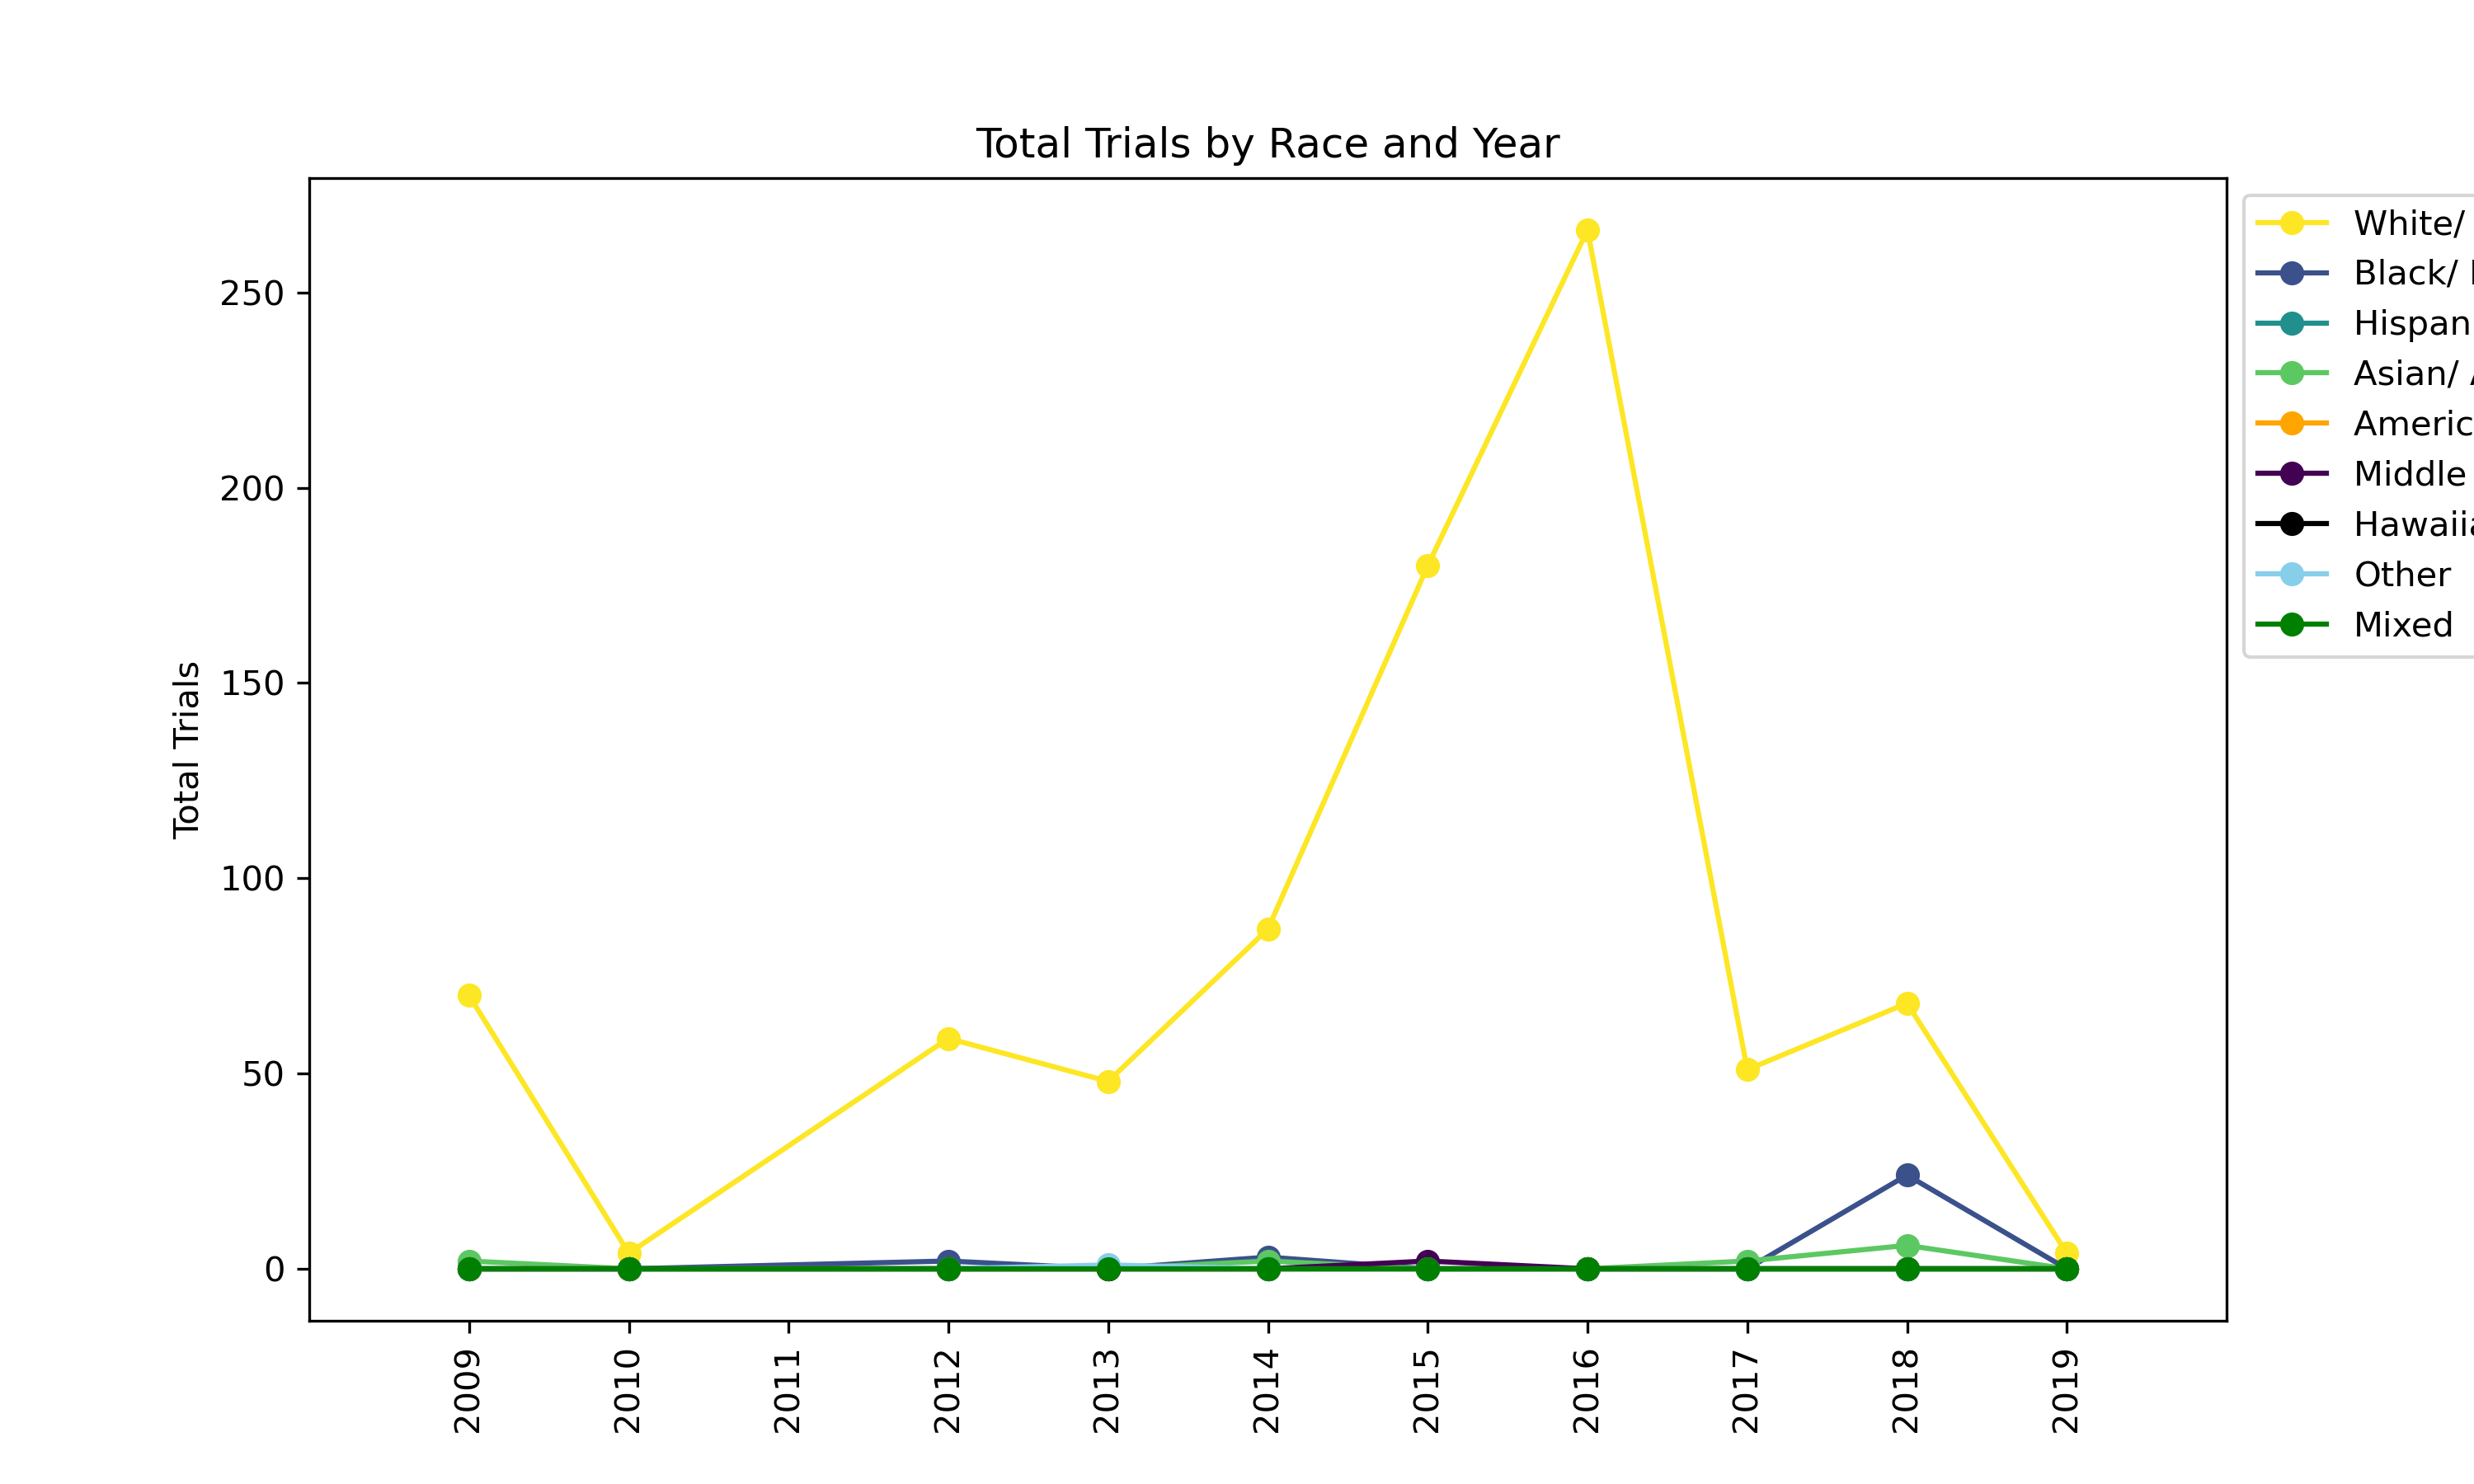 Total Trials by Race and Year
Total Trials
250
200
150
100
50
0
2009
2010
2011
2012
2013
2014
2015
2016
2017
2018
2019
White/
Black/
Hispan
Asian/
Americ
Middle
Hawaii
Other
Mixed